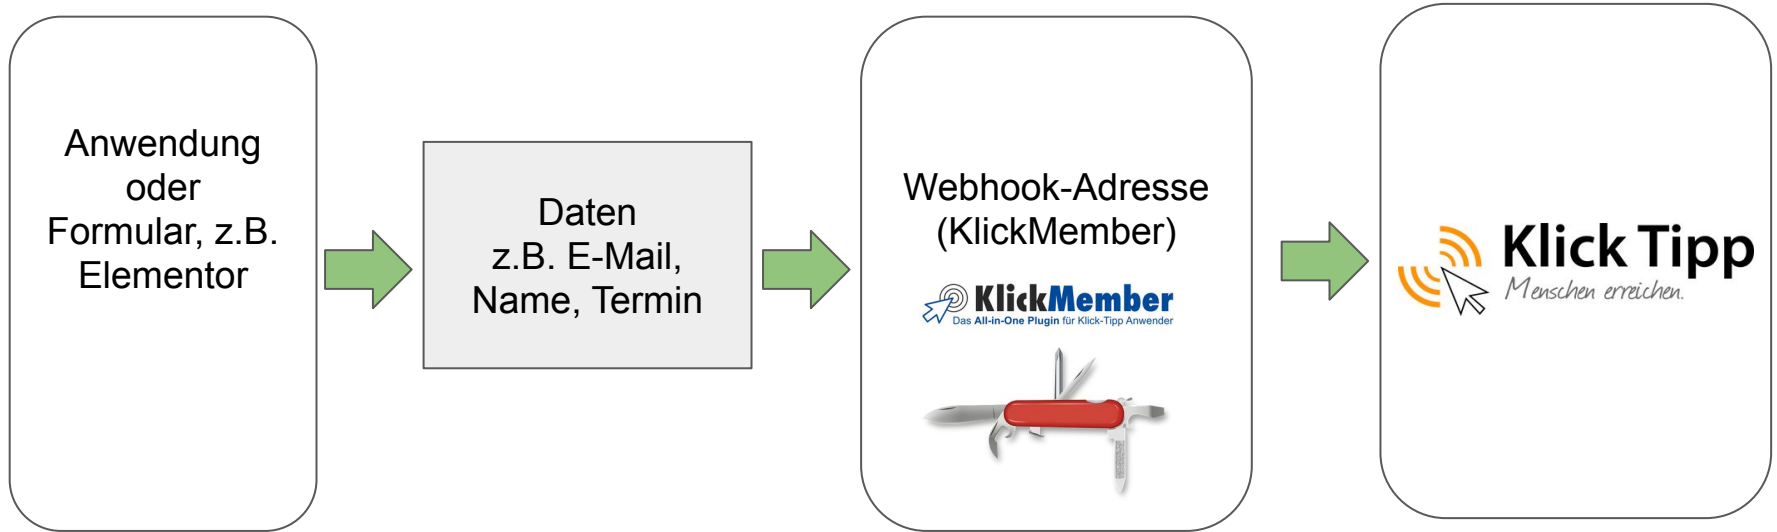 Anwendung
oder
Formular, z.B.
Elementor
Daten
z.B. E-Mail,
Name, Termin
Webhook-Adresse
(KlickMember)
KlickMember
Das All-in-One Plugin für Klick-Tipp Anwender
Klick Tipp
Menschen erreichen.